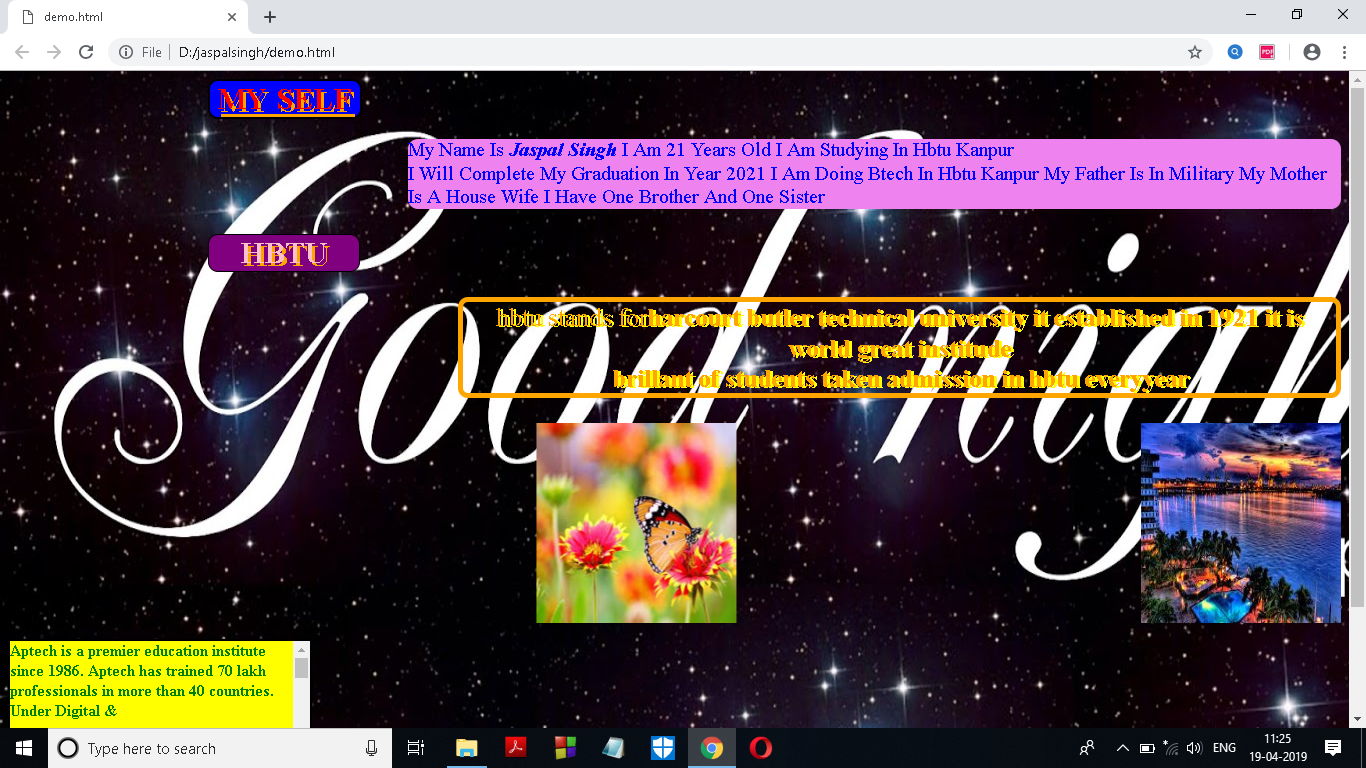 demo.html
File
D:/jaspalsingh/demo.html
PDF
MY SELF
My Name Is Jaspal Singh I Am 21 Years Old I Am Studying In Hbtu Kanpur
I Will Complete My Graduation In Year 2021 I Am Doing Btech In Hbtu Kanpur My Father Is In Military My Mother
Is A House Wife I Have One Brother And One Sister
HBTU
hbtu stands forharcourt butler technical university it established in 1921 it is
world great institude
brillant of students taken admission in hbtu everyyear
Good nigh
Aptech is a premier education institute
since 1986. Aptech has trained 70 lakh
professionals in more than 40 countries.
Under Digital &
Type here to search
ENG
11:25
19-04-2019